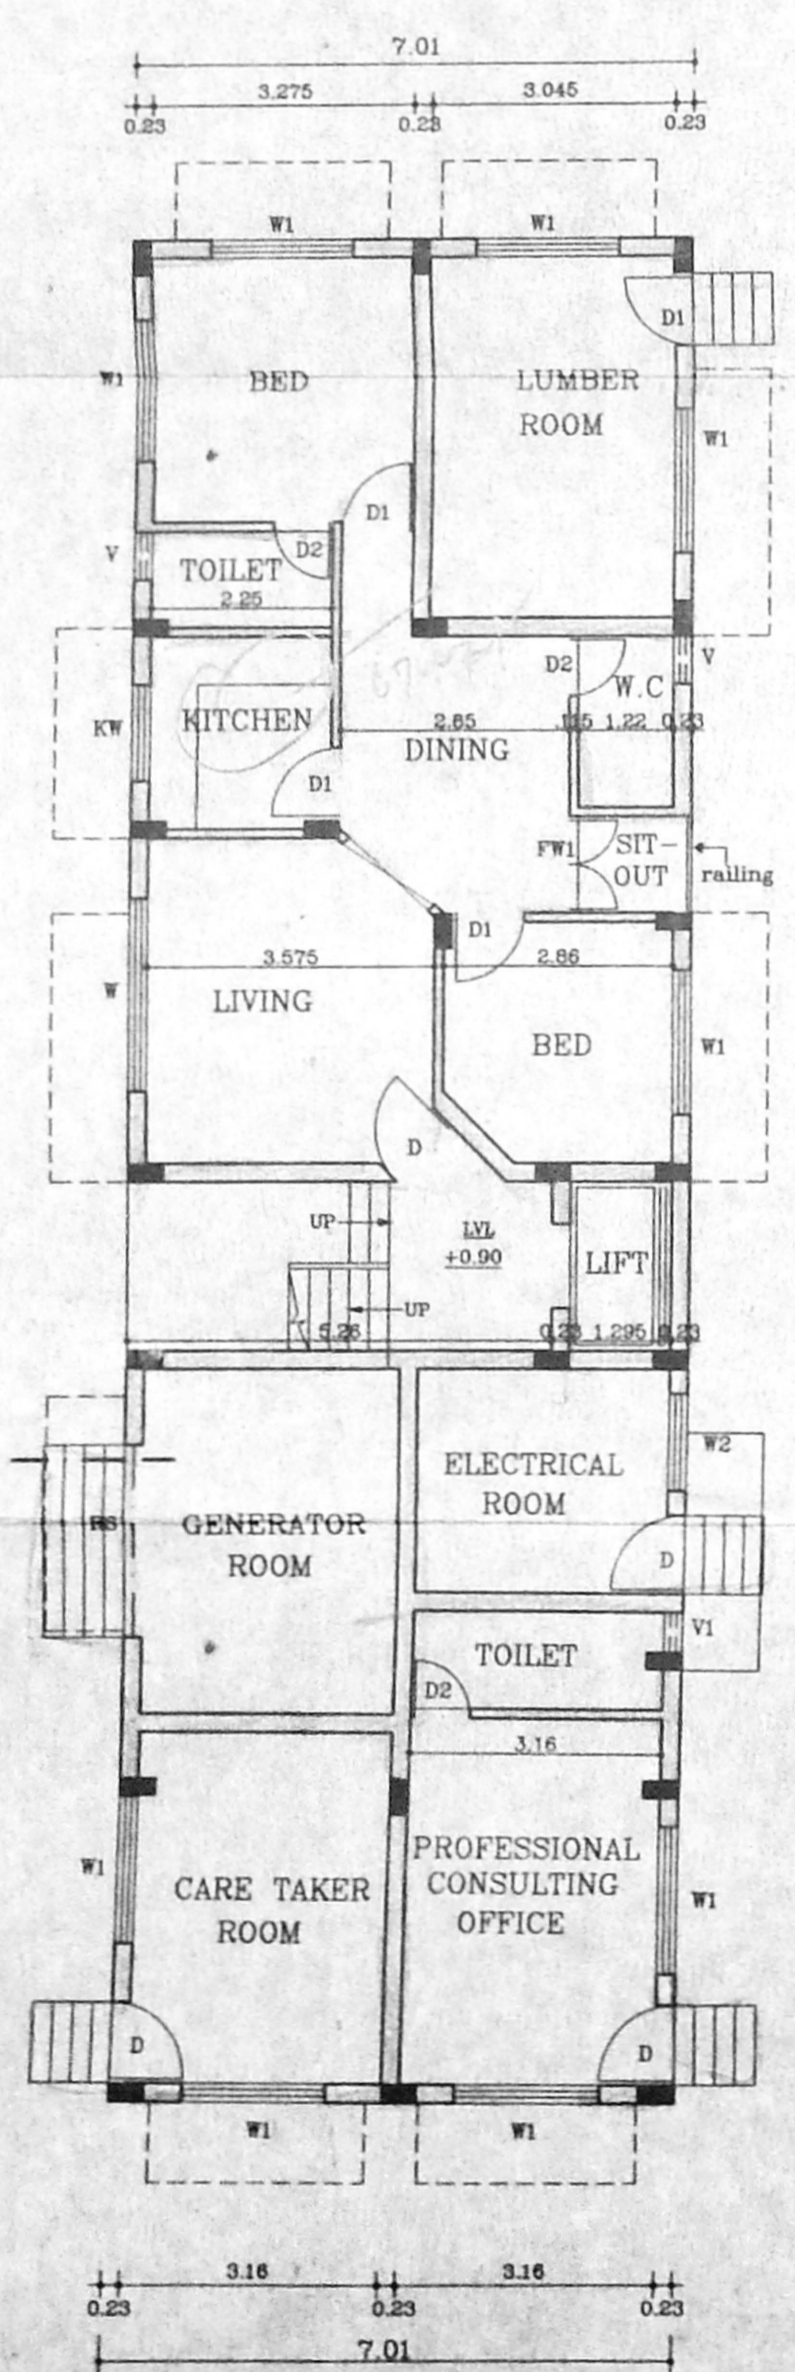 7.01
3.275 3.045
0.23 0.23 0.23
W1 W1
D1
W1 BED LUMBER
ROOM
W1
D1
V D2
TOILET
2.25
D2 V
W.C
KW KITCHEN 2.85 .115 1.22 0.23
DINING
D1
FW1 SIT-
OUT railing
D1
3.575 2.86
W LIVING
BED W1
D
UP LVL
+0.90
LIFT
UP
5.26 0.23 1.295 0.23
W2
ELECTRICAL
ROOM
RS GENERATOR
ROOM
D
V1
TOILET
D2
3.16
PROFESSIONAL
CONSULTING
OFFICE
W1 CARE TAKER
ROOM
W1
D D
W1 W1
3.16 3.16
0.23 0.23 0.23
7.01